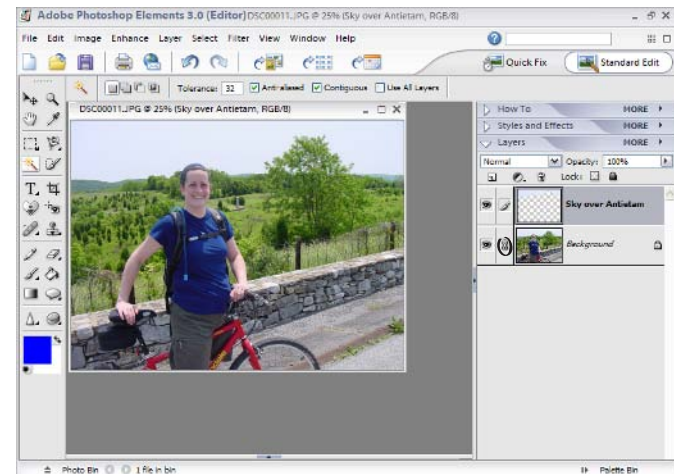 Adobe Photoshop Elements 3.0 (Editor) DSC00011.JPG @ 25% (Sky over Antietam, RGB/8)
File Edit Image Enhance Layer Select Filter View Window Help
Quick Fix
Standard Edit
Tolerance: 32 Anti-aliased Contiguous Use All Layers
DSC00011.JPG @ 25% (Sky over Antietam, RGB/8)
How To MORE
Styles and Effects MORE
Layers MORE
Normal Opacity: 100%
Lock:
Sky over Antietam
Background
T
Photo Bin 1 file in bin
Palette Bin